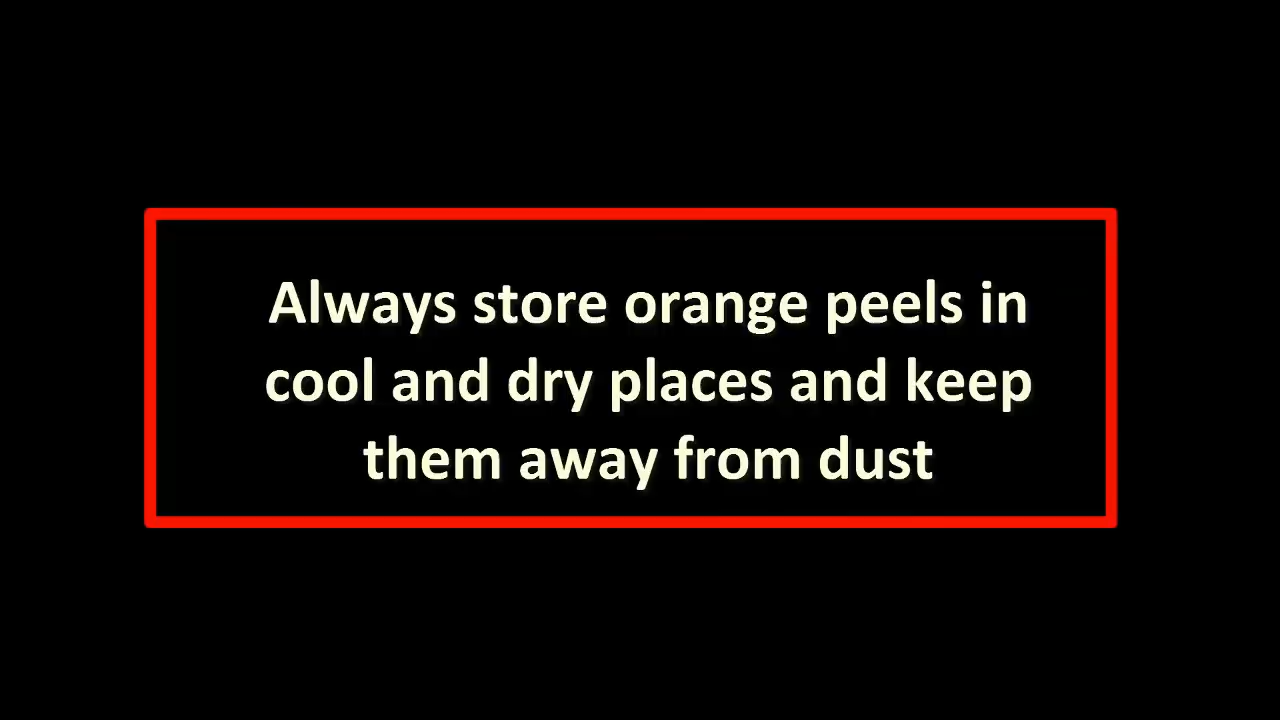 Always store orange peels in
cool and dry places and keep
them away from dust